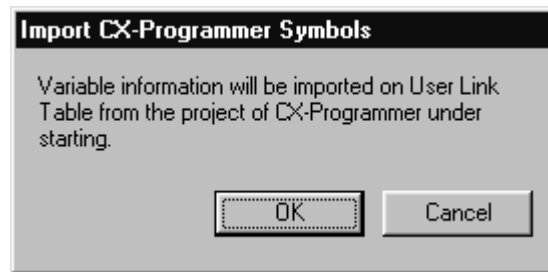 Import CX-Programmer Symbols
Variable information will be imported on User Link
Table from the project of CX-Programmer under
starting.
OK
Cancel